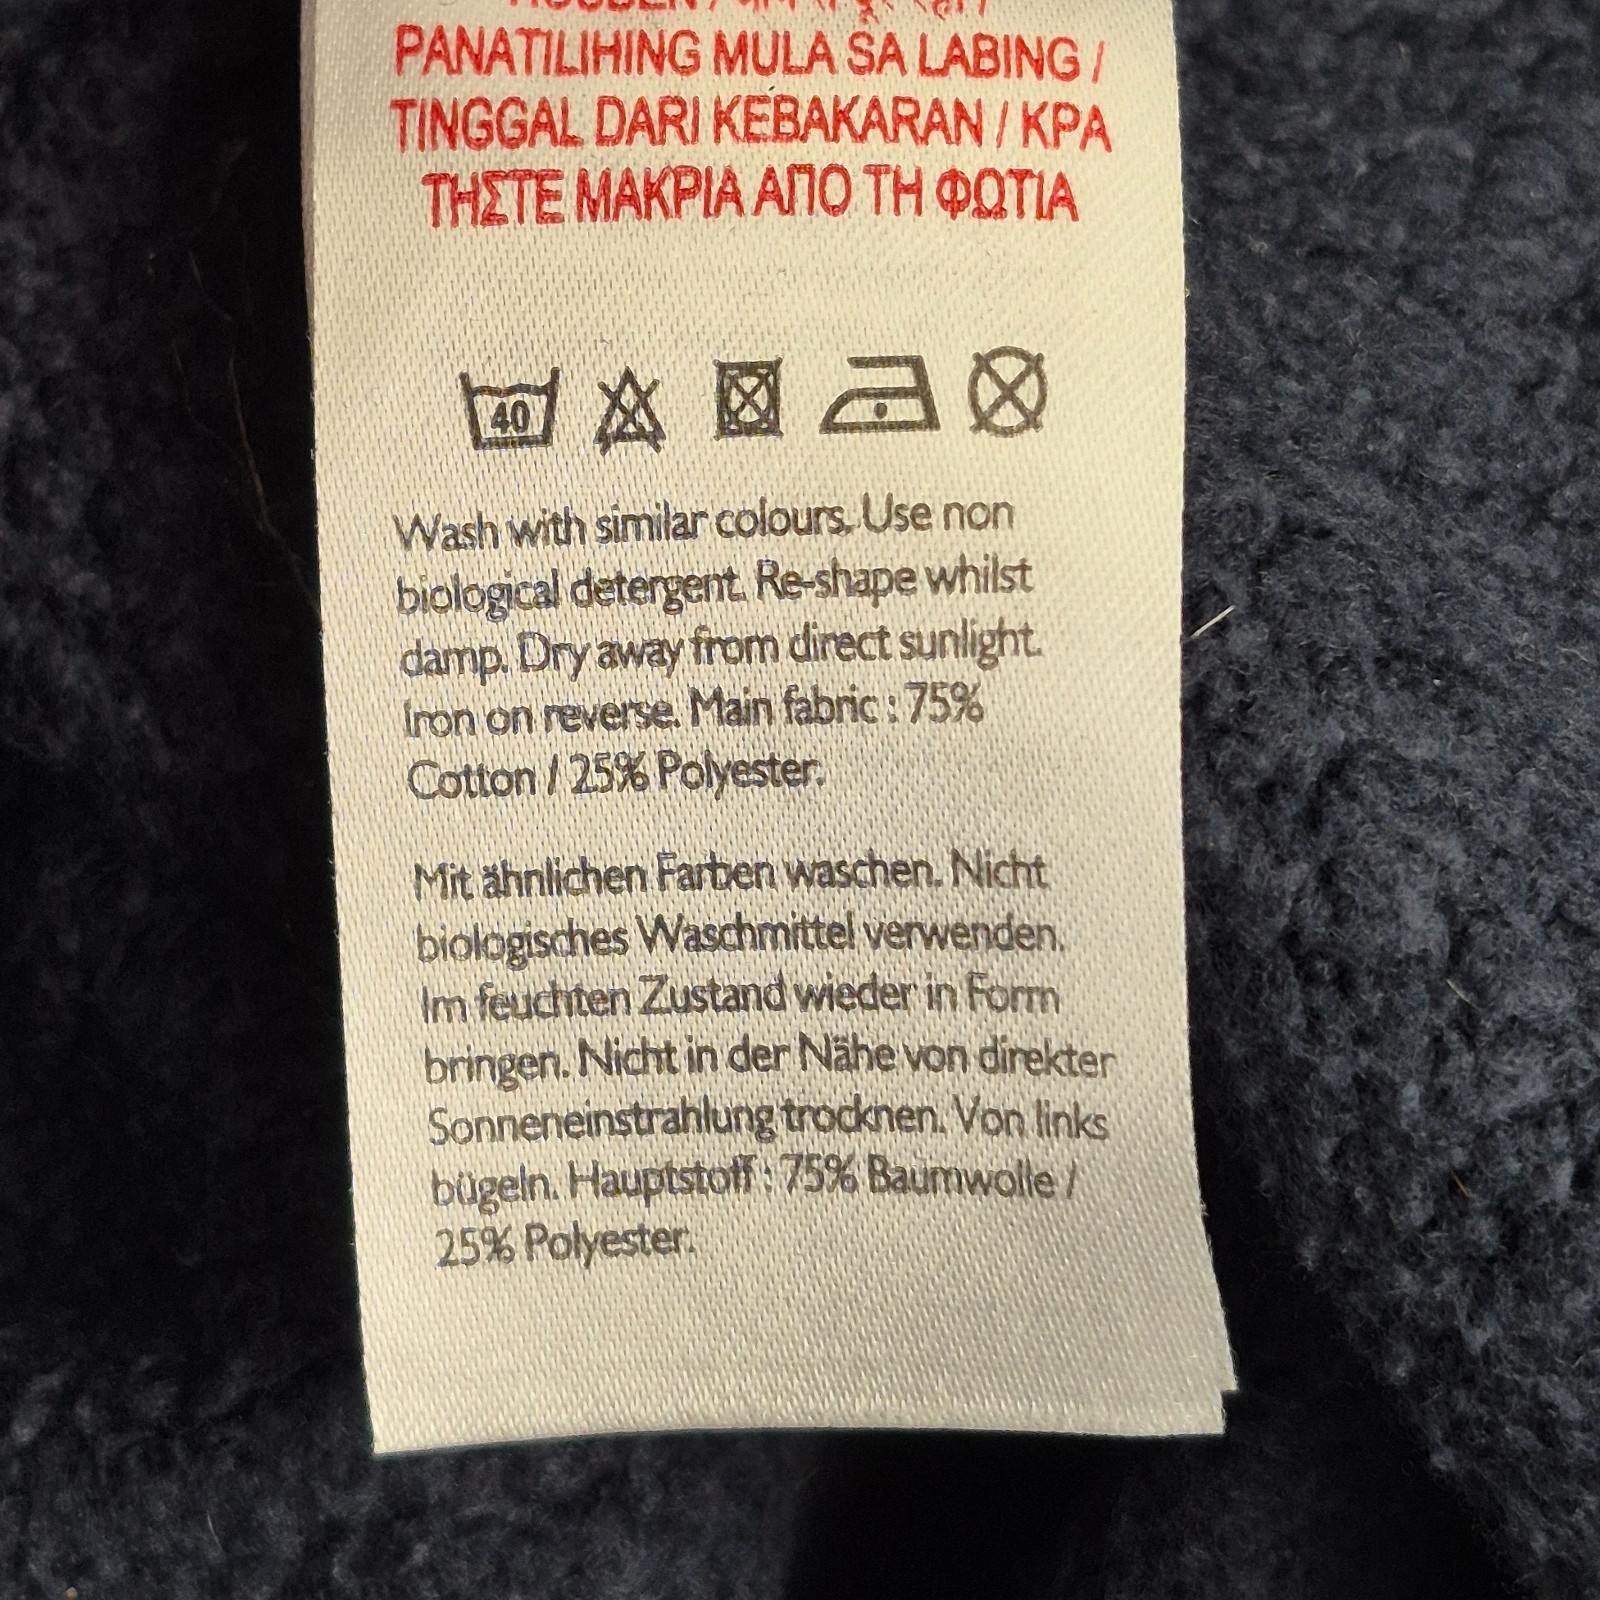 PANATILIHING MULA SA LABING /
TINGGAL DARI KEBAKARAN / ΚΡΑ
ΤΗΣΤΕ ΜΑΚΡΙΑ ΑΠΟ ΤΗ ΦΩΤΙΑ
40
Wash with similar colours. Use non
biological detergent. Re-shape whilst
damp. Dry away from direct sunlight.
Iron on reverse. Main fabric : 75%
Cotton / 25% Polyester.
Mit ähnlichen Farben waschen. Nicht
biologisches Waschmittel verwenden.
Im feuchten Zustand wieder in Form
bringen. Nicht in der Nähe von direkter
Sonneneinstrahlung trocknen. Von links
bügeln. Hauptstoff : 75% Baumwolle /
25% Polyester.